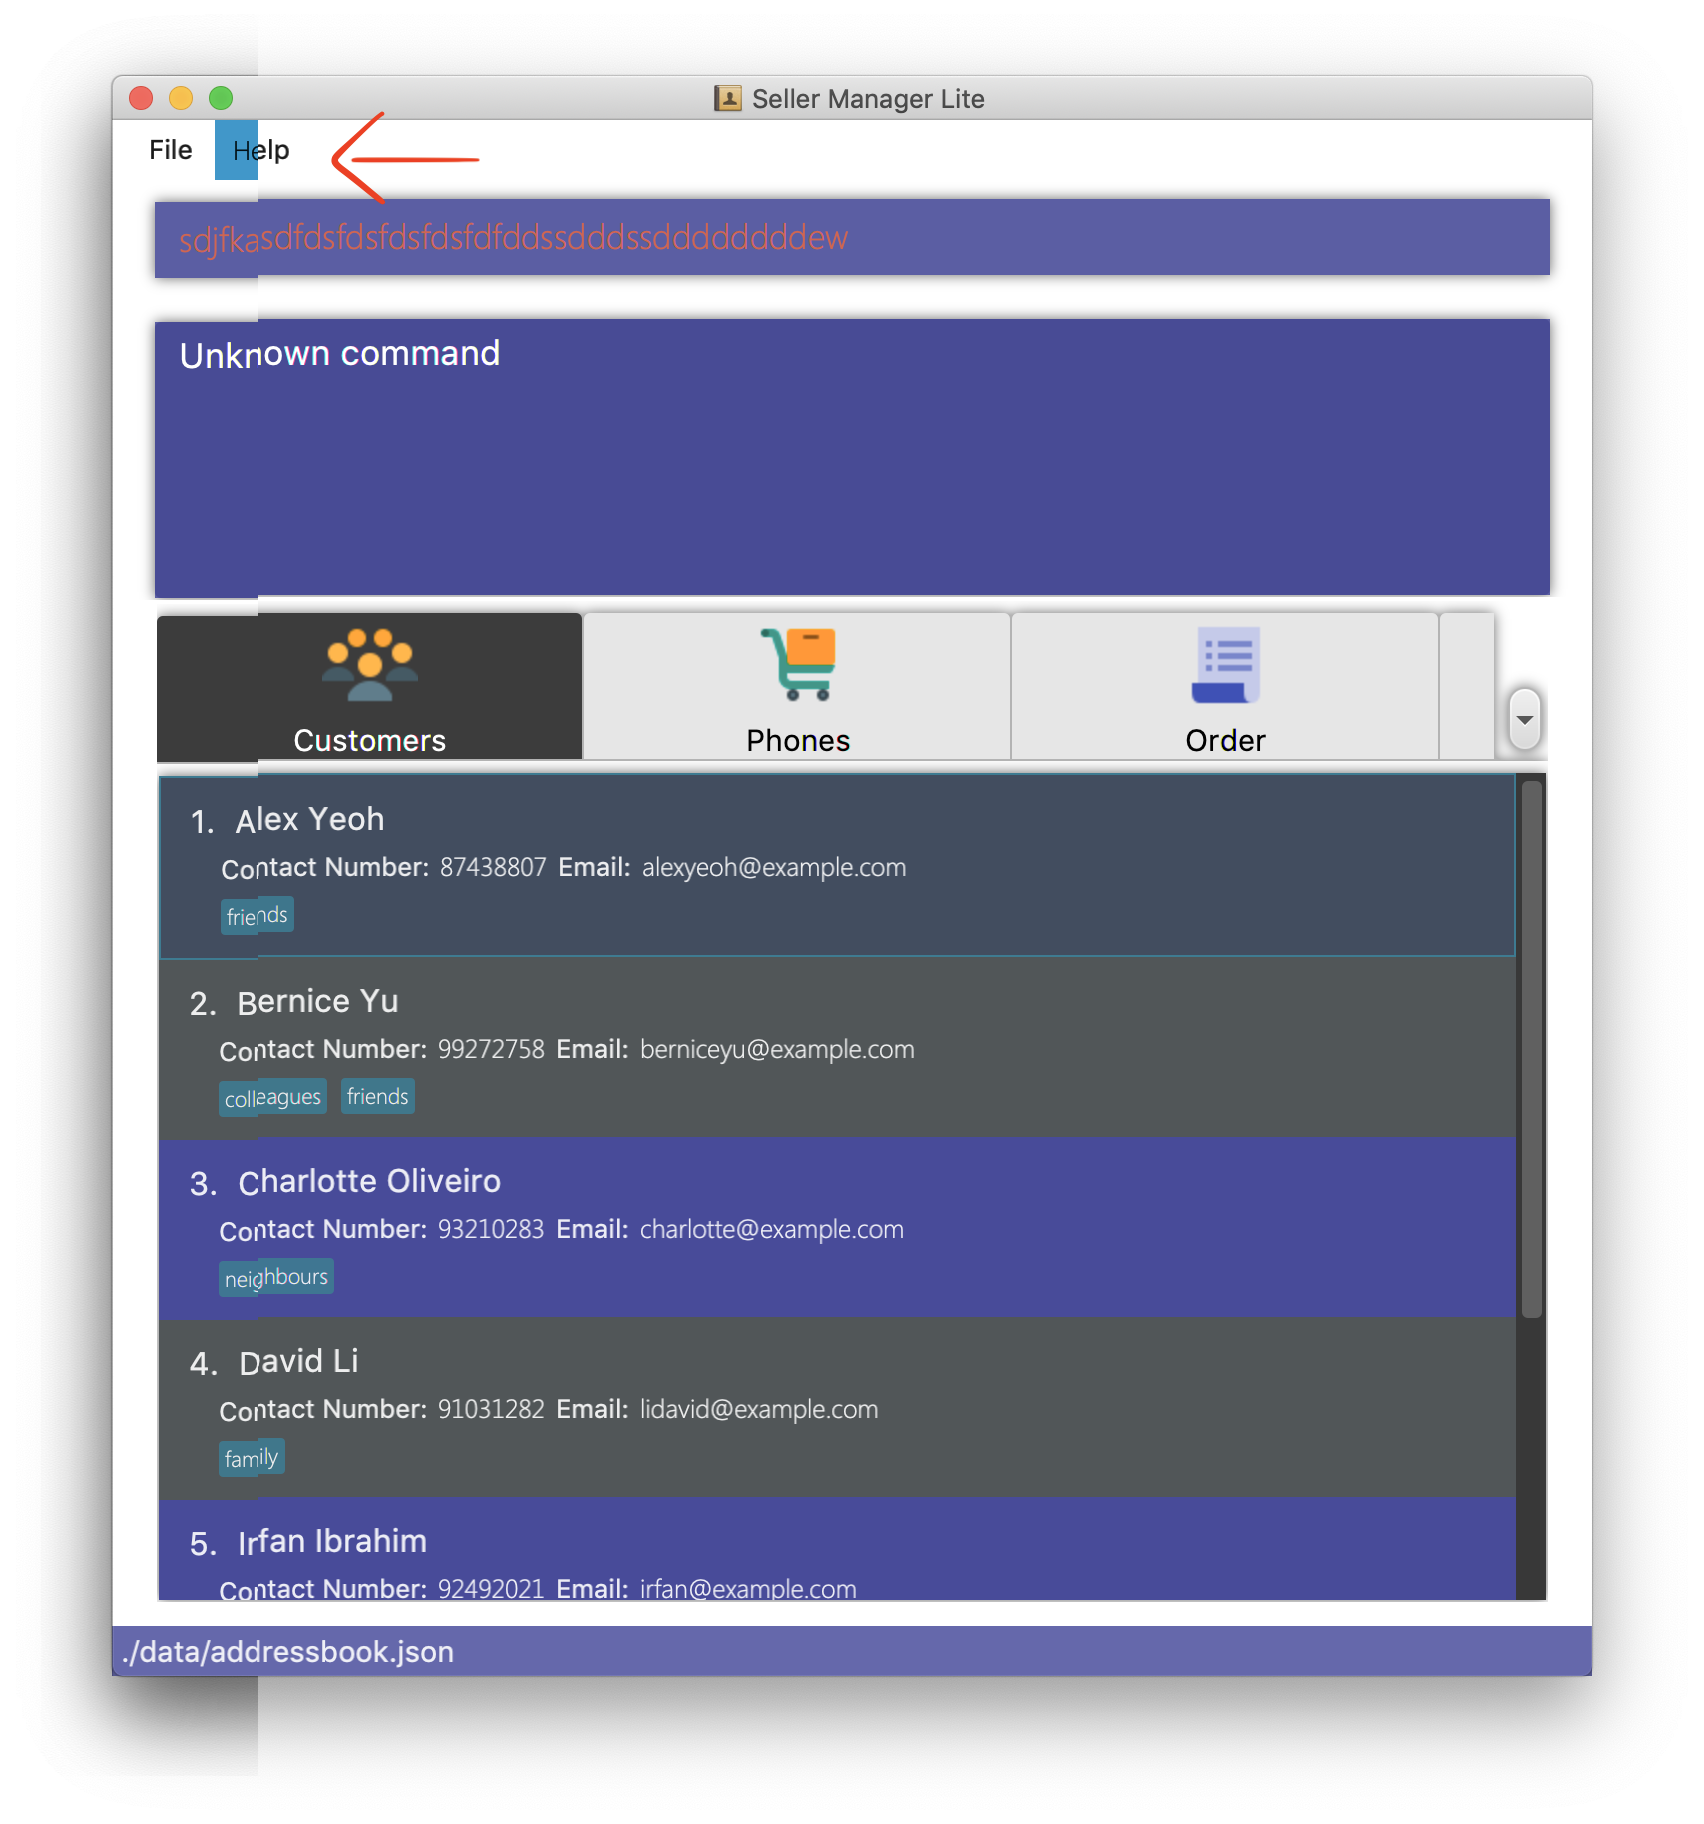 Seller Manager Lite
File Help
sdjfkasdfdsfdsfdsfdsfdfddssdddssddddddddew
Unknown command
Customers Phones Order
1. Alex Yeoh
Contact Number: 87438807 Email: alexyeoh@example.com
friends
2. Bernice Yu
Contact Number: 99272758 Email: berniceyu@example.com
colleagues friends
3. Charlotte Oliveiro
Contact Number: 93210283 Email: charlotte@example.com
neighbours
4. David Li
Contact Number: 91031282 Email: lidavid@example.com
family
5. Irfan Ibrahim
Contact Number: 92492021 Email: irfan@example.com
./data/addressbook.json